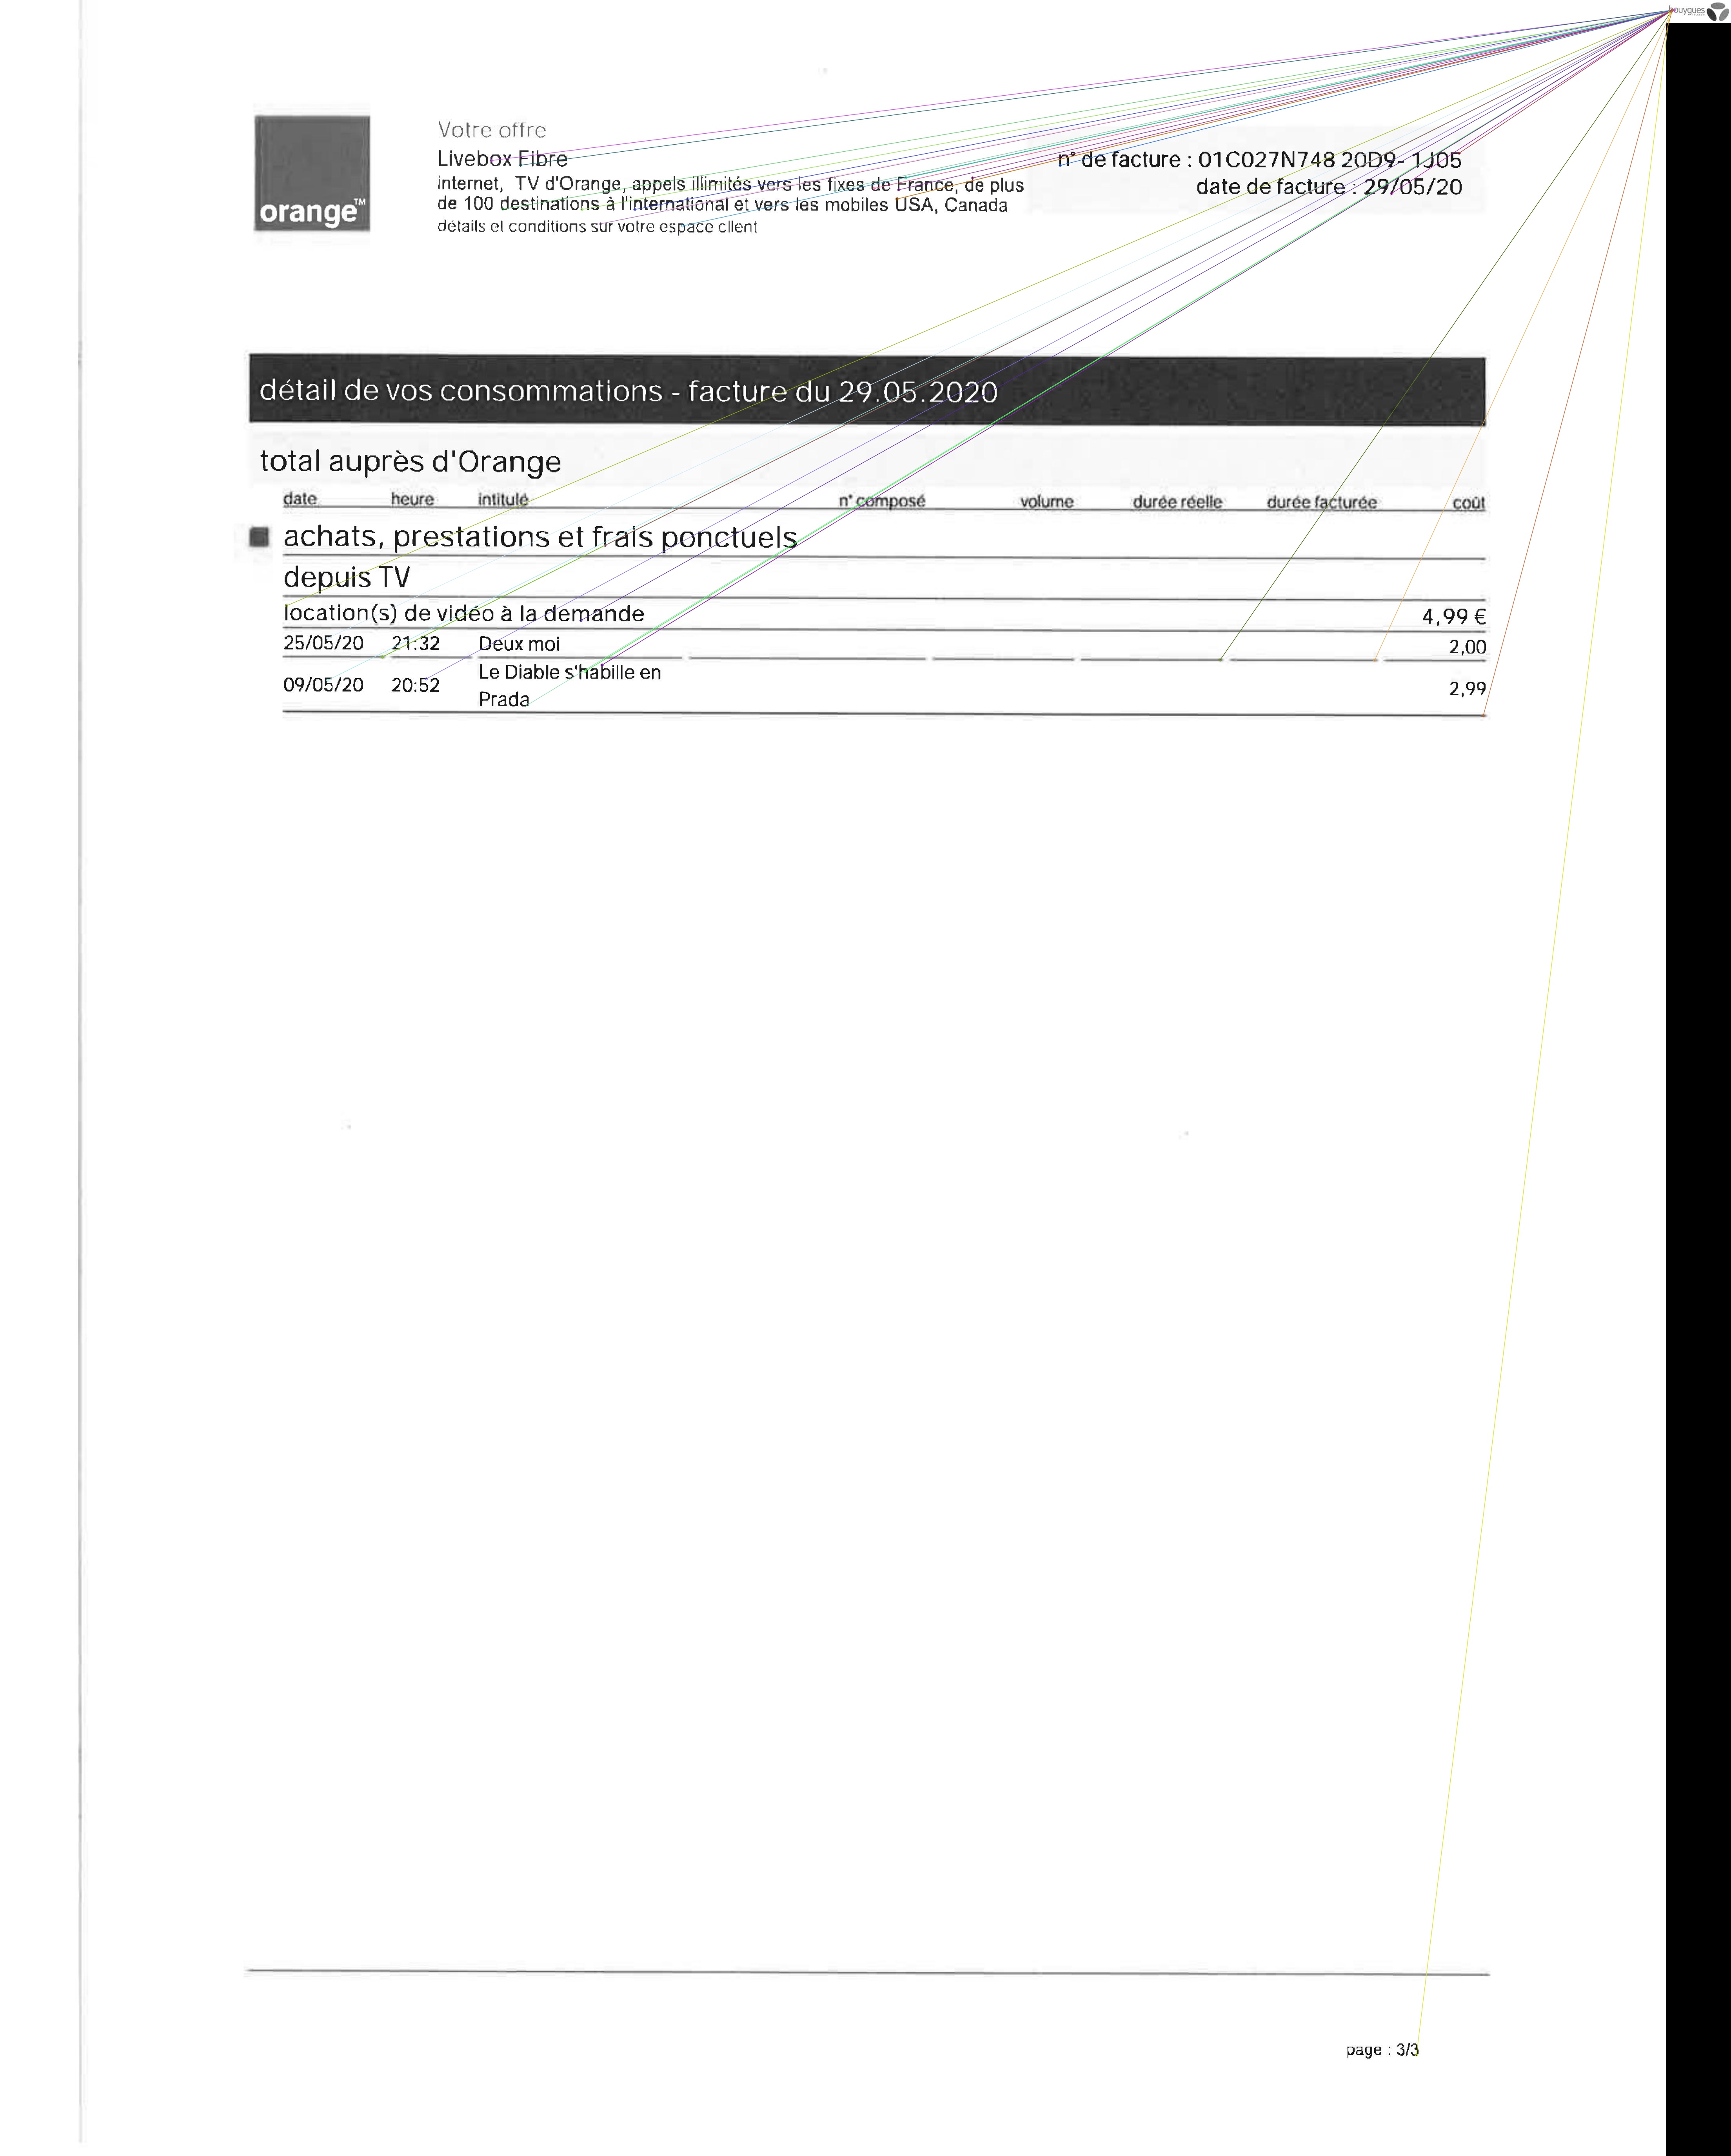 bouygues
orange™
Votre offre
Livebox Fibre
internet, TV d'Orange, appels illimités vers les fixes de France, de plus
de 100 destinations à l'international et vers les mobiles USA, Canada
détails et conditions sur votre espace client
n° de facture : 01C027N748 20D9- 1J05
date de facture : 29/05/20
détail de vos consommations - facture du 29.05.2020
total auprès d'Orange
date heure intitulé n° composé volume durée réelle durée facturée coût
achats, prestations et frais ponctuels
depuis TV
location(s) de vidéo à la demande 4,99 €
25/05/20 21:32 Deux moi 2,00
09/05/20 20:52 Le Diable s'habille en Prada 2,99
page : 3/3